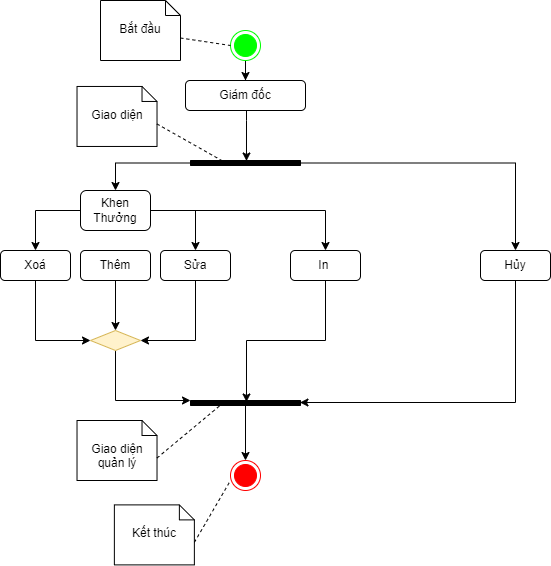 Bắt đầu
Giám đốc
Giao diện
Khen
Thưởng
Xoá
Thêm
Sửa
In
Hủy
Giao diện
quản lý
Kết thúc